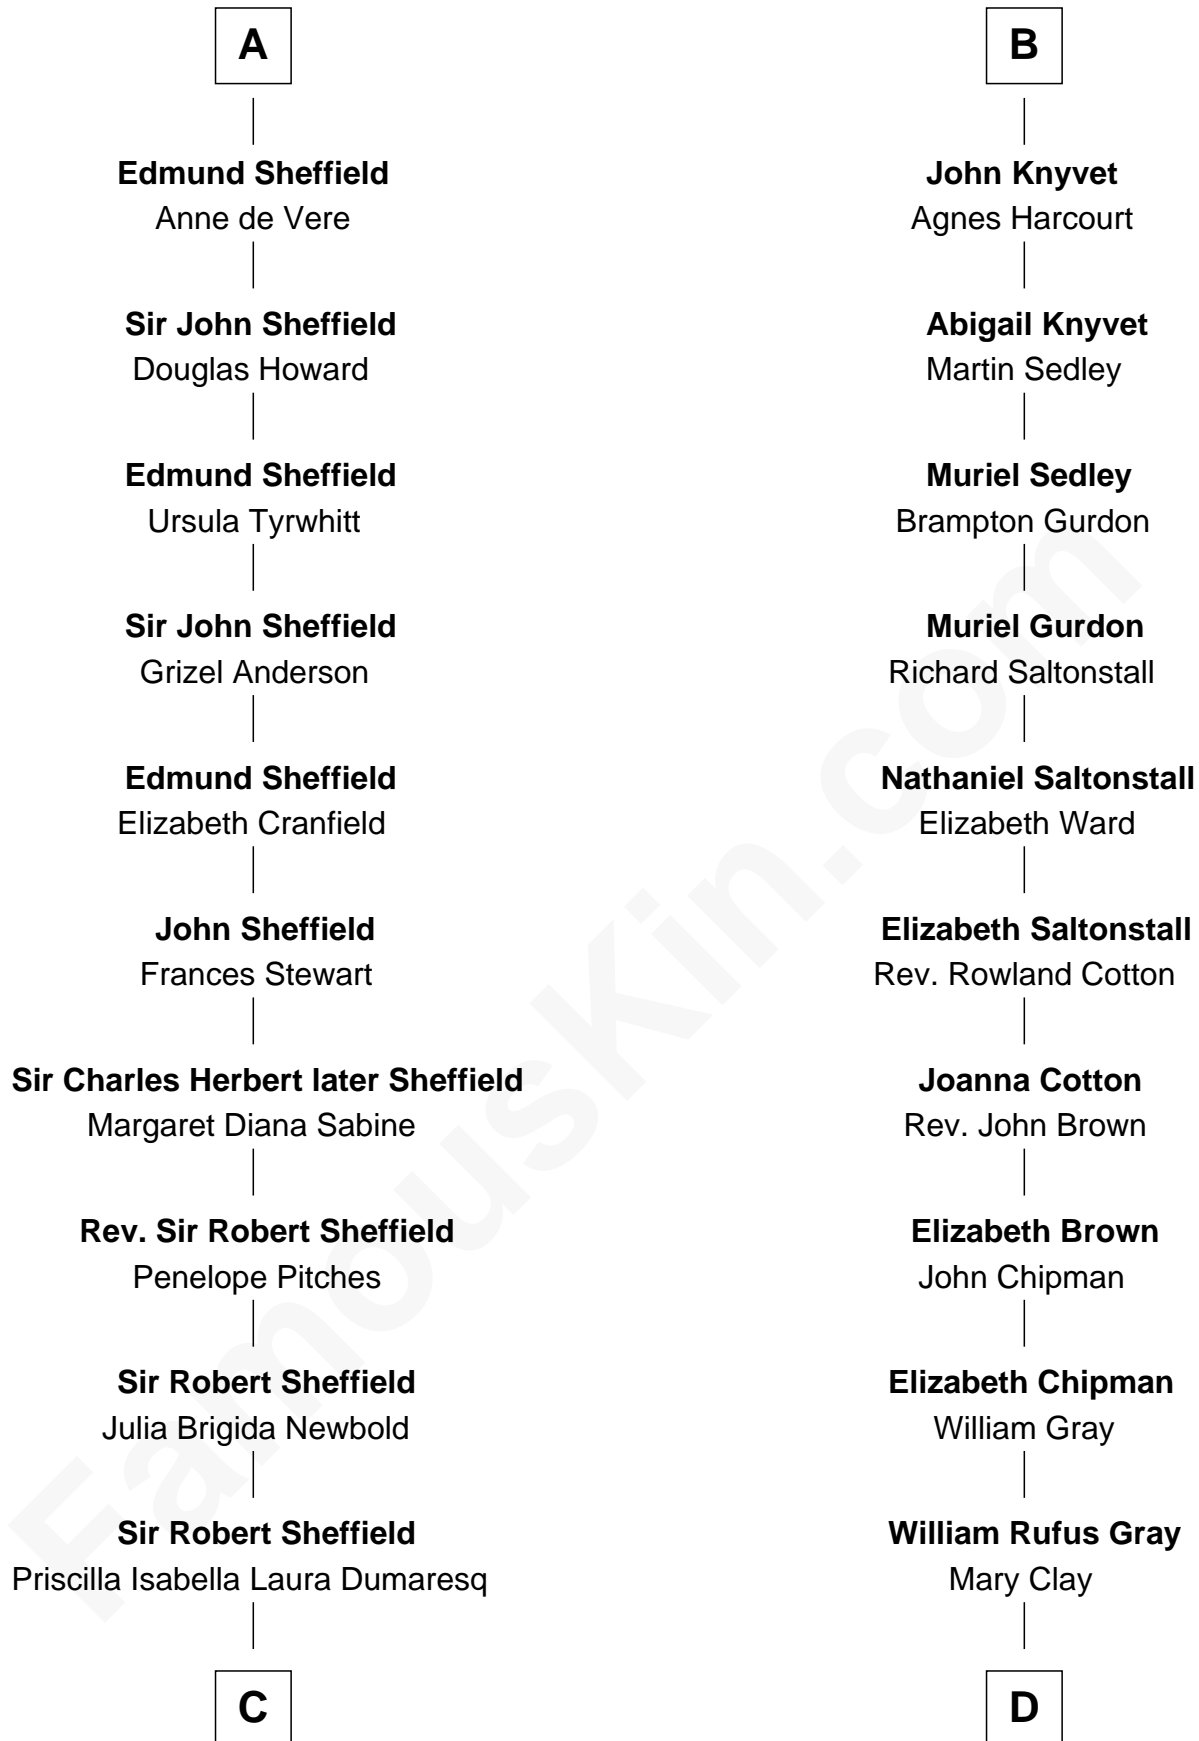 A
Edmund Sheffield
Anne de Vere
Sir John Sheffield
Douglas Howard
Edmund Sheffield
Ursula Tyrwhitt
Sir John Sheffield
Grizel Anderson
Edmund Sheffield
Elizabeth Cranfield
John Sheffield
Frances Stewart
Sir Charles Herbert later Sheffield
Margaret Diana Sabine
Rev. Sir Robert Sheffield
Penelope Pitches
Sir Robert Sheffield
Julia Brigida Newbold
Sir Robert Sheffield
Priscilla Isabella Laura Dumaresq
C
B
John Knyvet
Agnes Harcourt
Abigail Knyvet
Martin Sedley
Muriel Sedley
Brampton Gurdon
Muriel Gurdon
Richard Saltonstall
Nathaniel Saltonstall
Elizabeth Ward
Elizabeth Saltonstall
Rev. Rowland Cotton
Joanna Cotton
Rev. John Brown
Elizabeth Brown
John Chipman
Elizabeth Chipman
William Gray
William Rufus Gray
Mary Clay
D
FamousKin.com